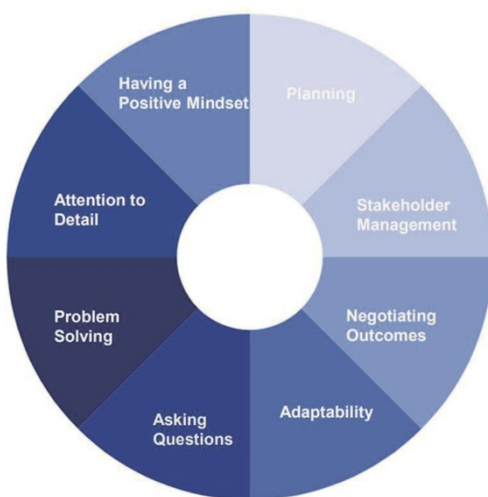 Having a
Positive Mindset
Planning
Stakeholder
Management
Negotiating
Outcomes
Adaptability
Asking
Questions
Problem
Solving
Attention to
Detail